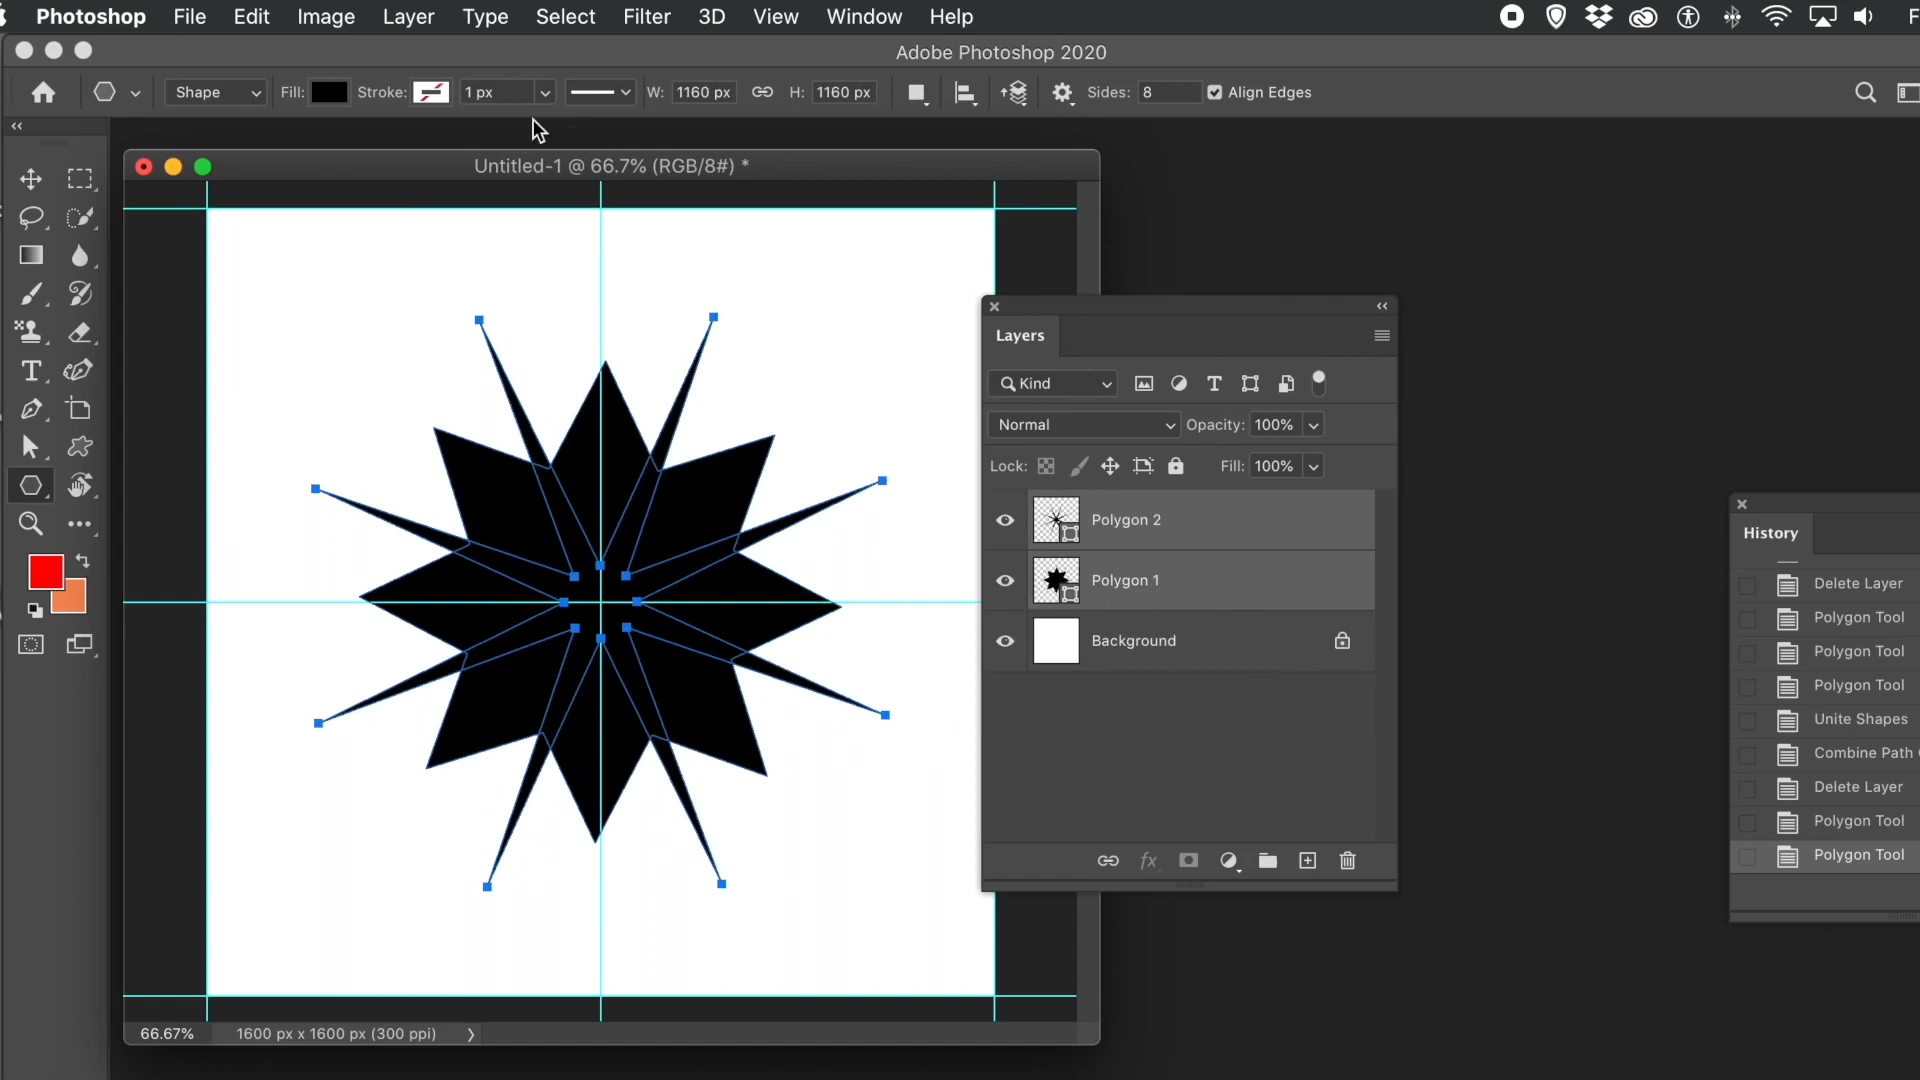 Photoshop File Edit Image Layer Type Select Filter 3D View Window Help F
Adobe Photoshop 2020
Shape Fill: Stroke: 1 px W: 1160 px H: 1160 px Sides: 8 Align Edges
Untitled-1 @ 66.7% (RGB/8#) *
Layers
Kind
Normal Opacity: 100%
Lock: Fill: 100%
Polygon 2
Polygon 1
Background
History
Delete Layer
Polygon Tool
Polygon Tool
Polygon Tool
Unite Shapes
Combine Path
Delete Layer
Polygon Tool
Polygon Tool
66.67% 1600 px x 1600 px (300 ppi)